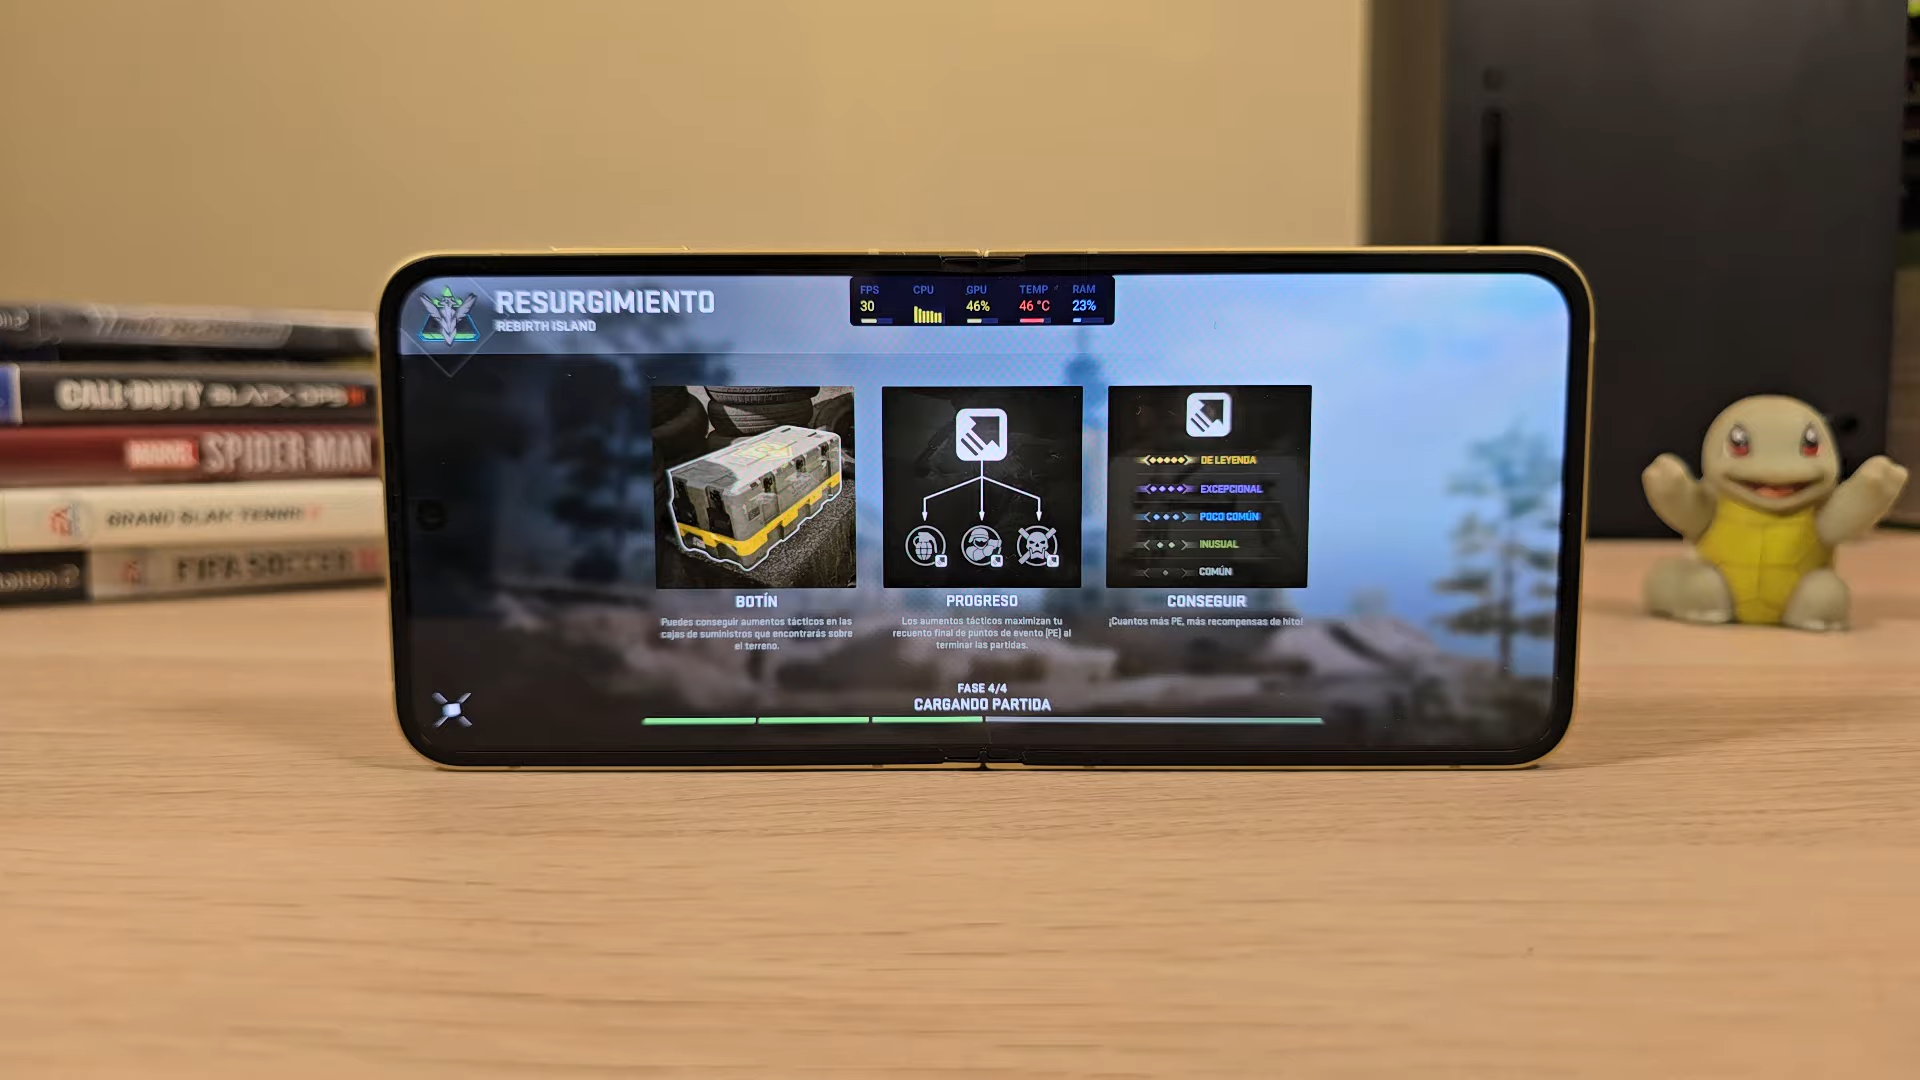 RESURGIMIENTO
REBIRTH ISLAND
FPS CPU GPU TEMP RAM
30 46% 46 °C 23%
DE LEYENDA
EXCEPCIONAL
POCO COMÚN
INUSUAL
COMÚN
BOTÍN
Puedes conseguir aumentos tácticos en las
cajas de suministros que encontrarás sobre
el terreno.
PROGRESO
Los aumentos tácticos maximizan tu
recuento final de puntos de evento (PE) al
terminar las partidas.
CONSEGUIR
¡Cuantos más PE, más recompensas de hito!
FASE 4/4
CARGANDO PARTIDA
CALL OF DUTY BLACK OPS
MARVEL SPIDER-MAN
GRAND SLAM TENNIS
FIFA SOCCER